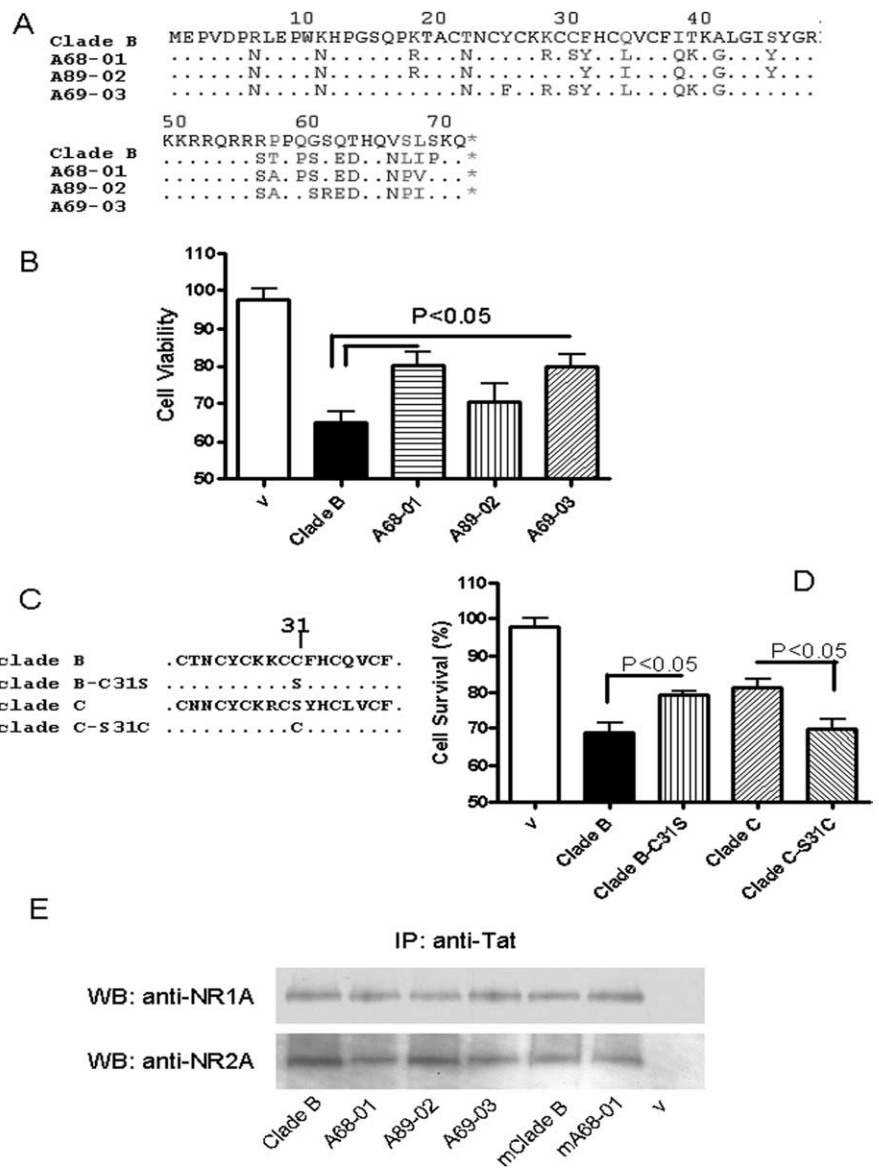 A
10 20 30 40
Clade B MEPVDPRLEPWKHPGSQPKTACTNCYCKKCCFHCQVCFITKALGISYGR
A68-01 ......N....N......R...N.....R.SY..L...QK.G....Y..
A89-02 ......N....N......R...N........Y..I...QK.G....Y..
A69-03 ......N....N..........N..F..R.SY..L...QK.G.......
50 60 70
Clade B KKRRQRRRPPQGSQTHQVSLSKQ*
A68-01 .......ST.PS.ED..NLIP..*
A89-02 .......SA.PS.ED..NPV...*
A69-03 .......SA..SRED..NPI...*
B
Cell Viability
110
100
90
80
70
60
50
P<0.05
v
Clade B
A68-01
A89-02
A69-03
C
31
clade B .CTNCYCKKCCFHCQVCF.
clade B-C31S ..........S........
clade C CNNCYCKRCSYHCLVCF.
clade C-S31C ..........C........
D
Cell Survival (%)
110
100
90
80
70
60
50
P<0.05
P<0.05
v
Clade B
Clade B-C31S
Clade C
Clade C-S31C
E
IP: anti-Tat
WB: anti-NR1A
WB: anti-NR2A
Clade B
A68-01
A89-02
A69-03
mClade B
mA68-01
v